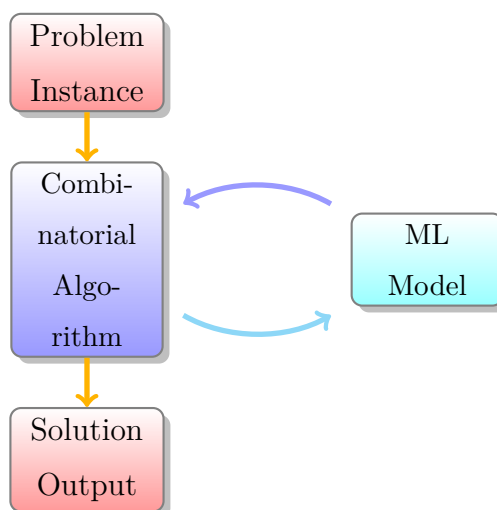 Problem
Instance
Combi-
natorial
Algo-
rithm
ML
Model
Solution
Output